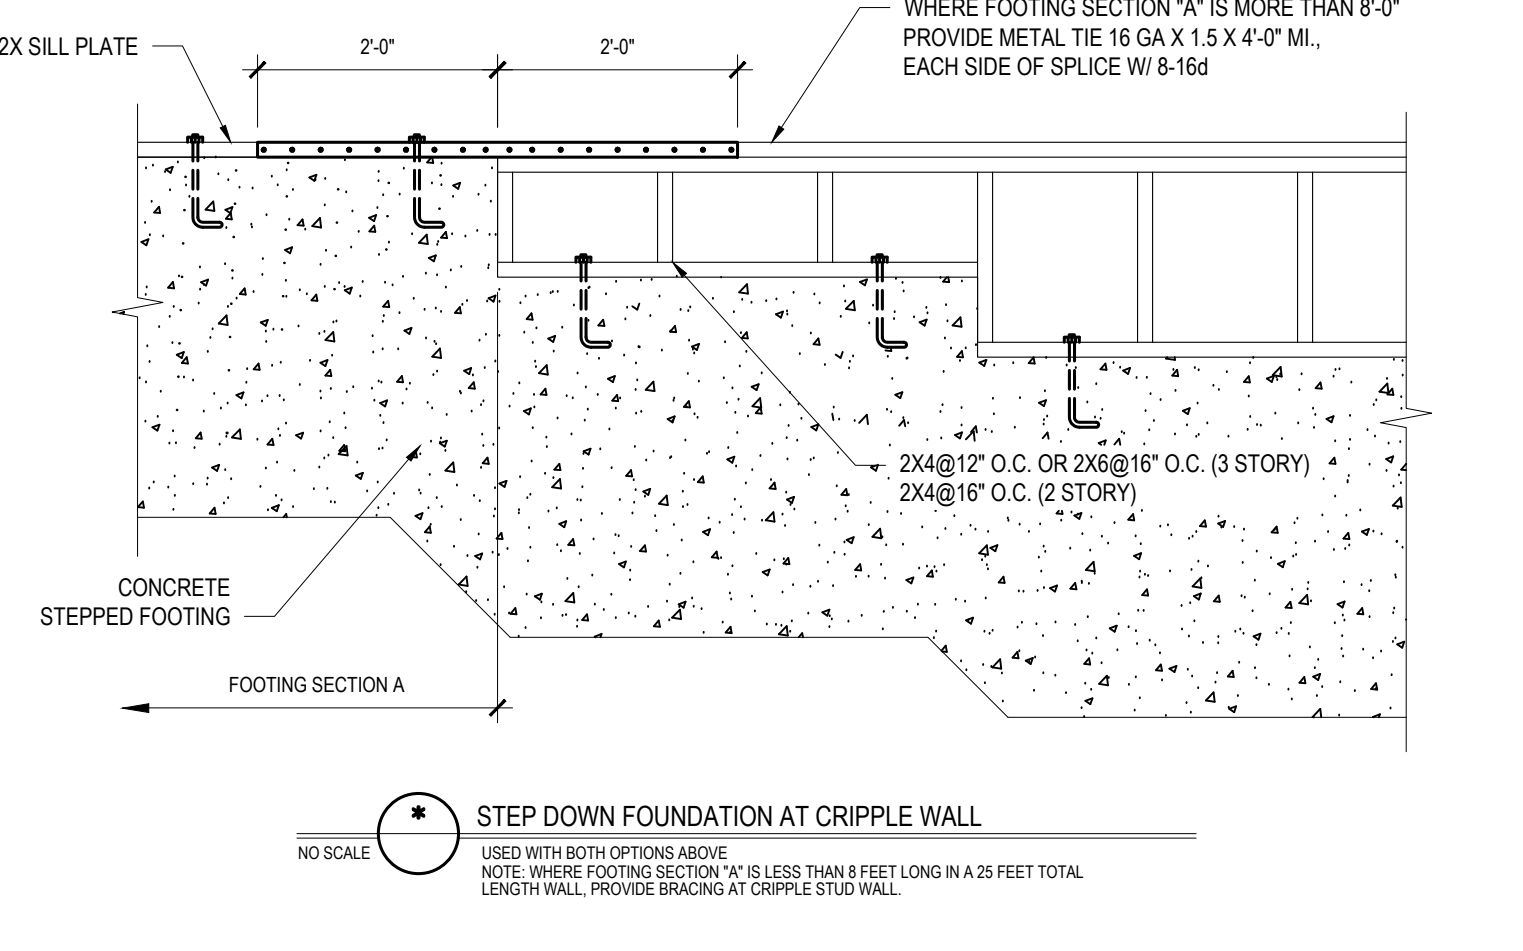 WHERE FOOTING SECTION "A" IS MORE THAN 8'-0"
PROVIDE METAL TIE 16 GA X 1.5 X 4'-0" MI.,
EACH SIDE OF SPLICE W/ 8-16d
2X SILL PLATE
2'-0"
2'-0"
2X4@12" O.C. OR 2X6@16" O.C. (3 STORY)
2X4@16" O.C. (2 STORY)
CONCRETE
STEPPED FOOTING
FOOTING SECTION A
*
STEP DOWN FOUNDATION AT CRIPPLE WALL
NO SCALE
USED WITH BOTH OPTIONS ABOVE
NOTE: WHERE FOOTING SECTION "A" IS LESS THAN 8 FEET LONG IN A 25 FEET TOTAL
LENGTH WALL, PROVIDE BRACING AT CRIPPLE STUD WALL.